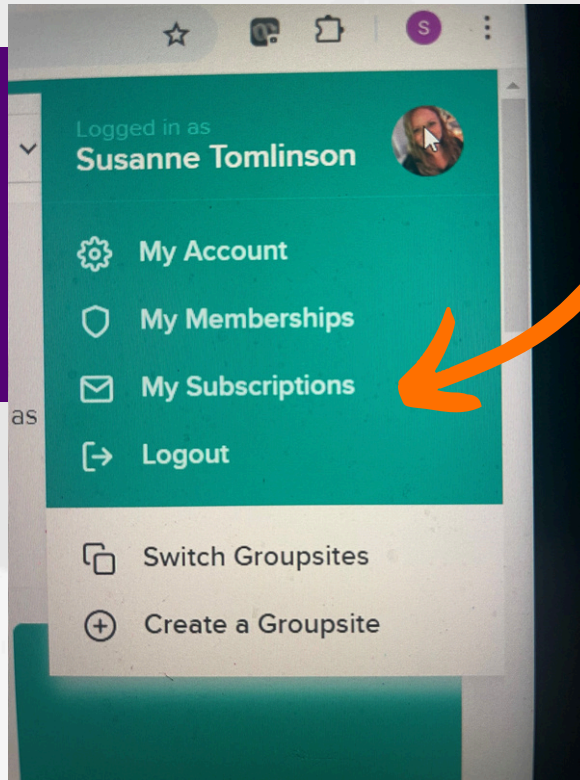 S
Logged in as
Susanne Tomlinson
My Account
My Memberships
My Subscriptions
as
Logout
Switch Groupsites
Create a Groupsite